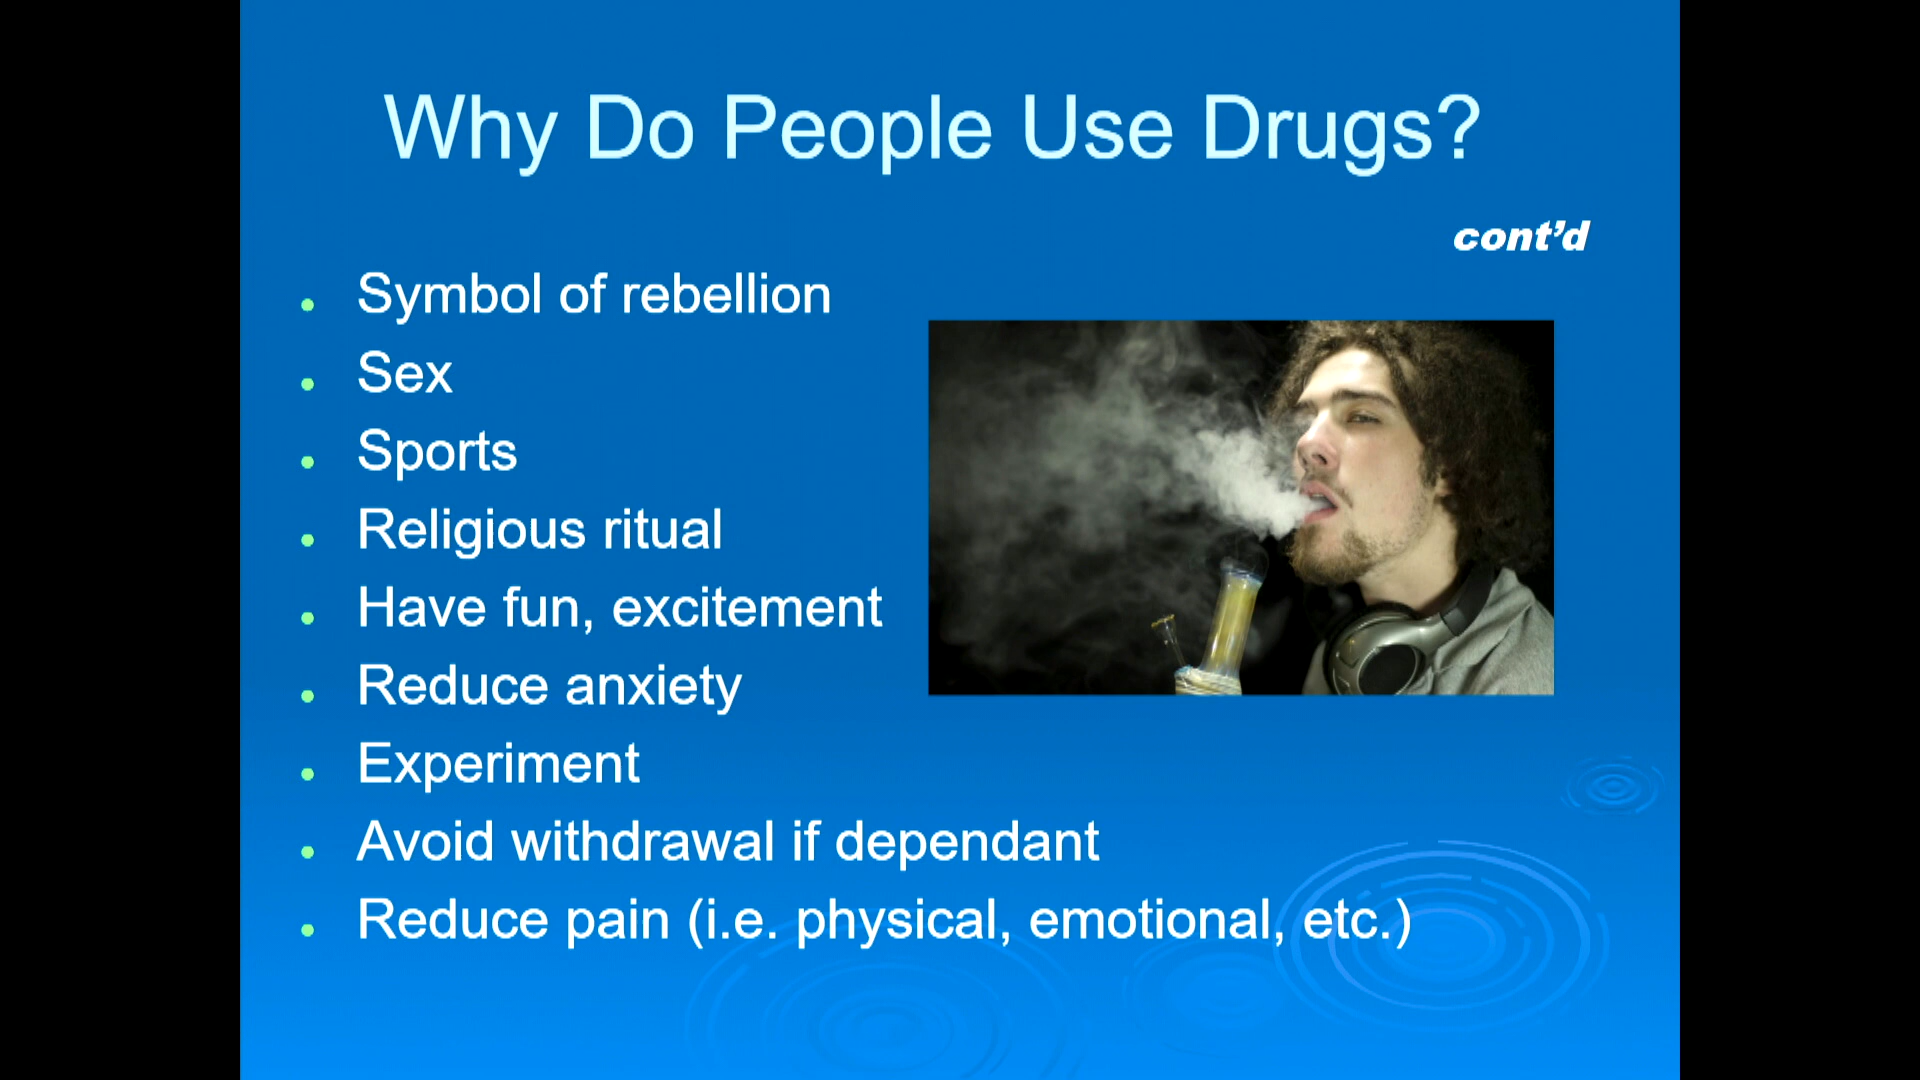 Why Do People Use Drugs?
cont’d
Symbol of rebellion
Sex
Sports
Religious ritual
Have fun, excitement
Reduce anxiety
Experiment
Avoid withdrawal if dependant
Reduce pain (i.e. physical, emotional, etc.)